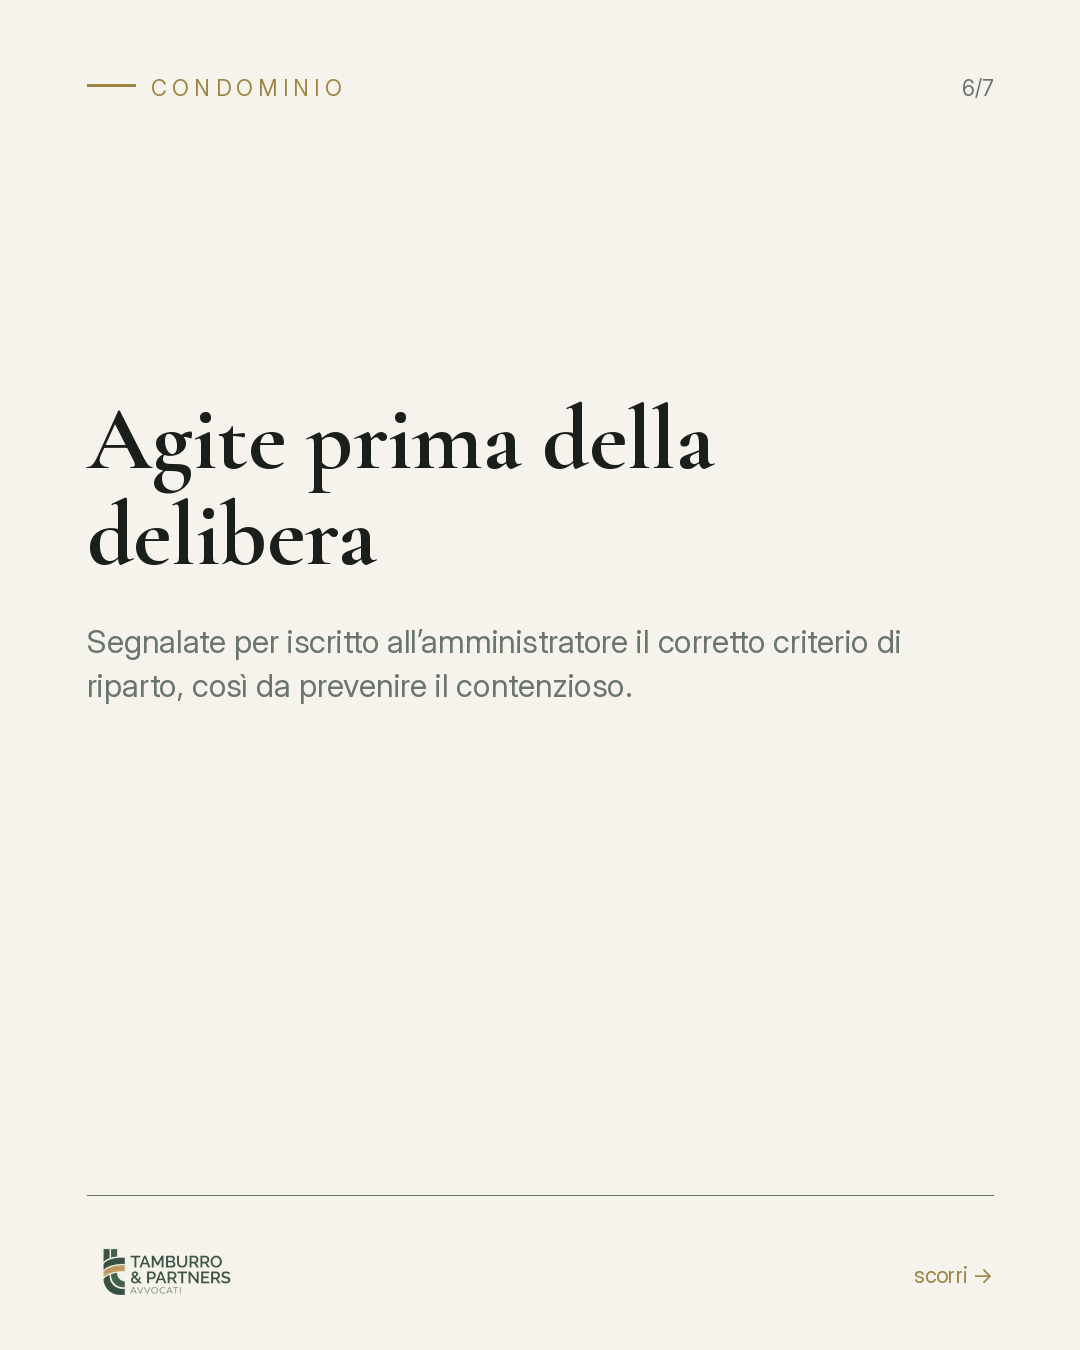 CONDOMINIO
6/7
Agite prima della
delibera
Segnalate per iscritto all’amministratore il corretto criterio di
riparto, così da prevenire il contenzioso.
TAMBURRO
& PARTNERS
AVVOCATI
scorri →